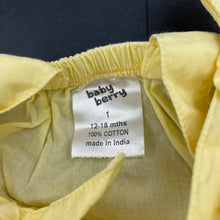 baby
berry
1
12-18 mths
100% COTTON
made in India